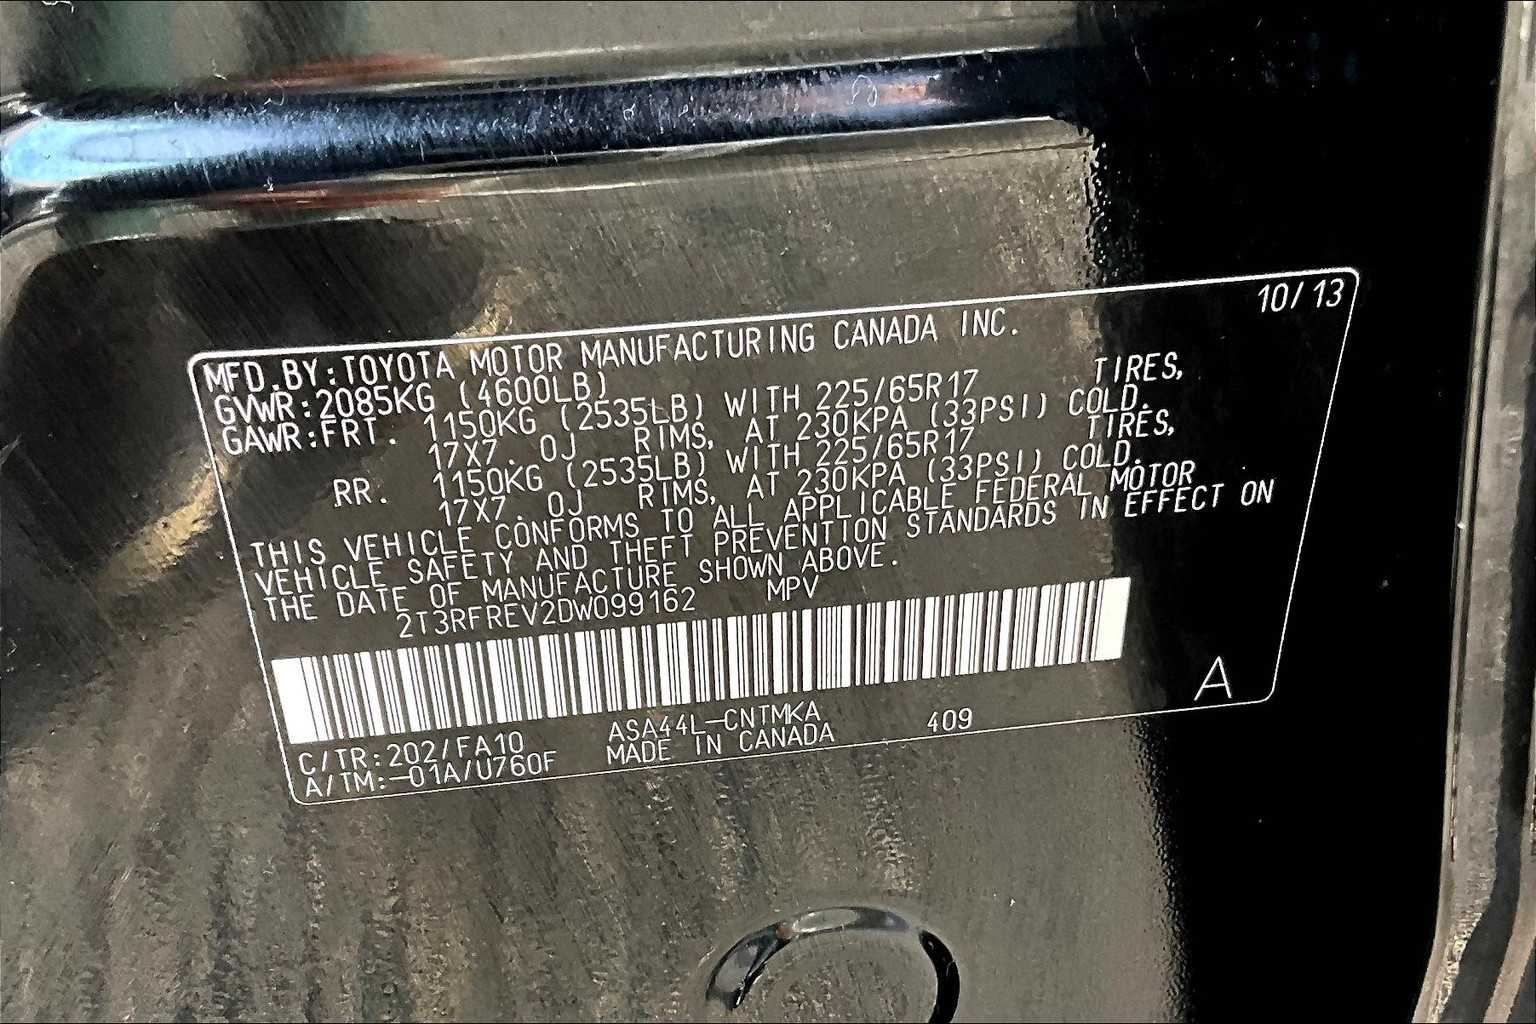 10/13
MFD.BY:TOYOTA MOTOR MANUFACTURING CANADA INC.
GVWR:2085KG (4600LB)
GAWR:FRT. 1150KG (2535LB) WITH 225/65R17 TIRES,
17X7.0J RIMS, AT 230KPA (33PSI) COLD.
RR. 1150KG (2535LB) WITH 225/65R17 TIRES,
17X7.0J RIMS, AT 230KPA (33PSI) COLD.
THIS VEHICLE CONFORMS TO ALL APPLICABLE FEDERAL MOTOR
VEHICLE SAFETY AND THEFT PREVENTION STANDARDS IN EFFECT ON
THE DATE OF MANUFACTURE SHOWN ABOVE.
2T3RFREV2DW099162 MPV
A
C/TR:202/FA10 ASA44L-CNTMKA 409
A/TM:-01A/U760F MADE IN CANADA